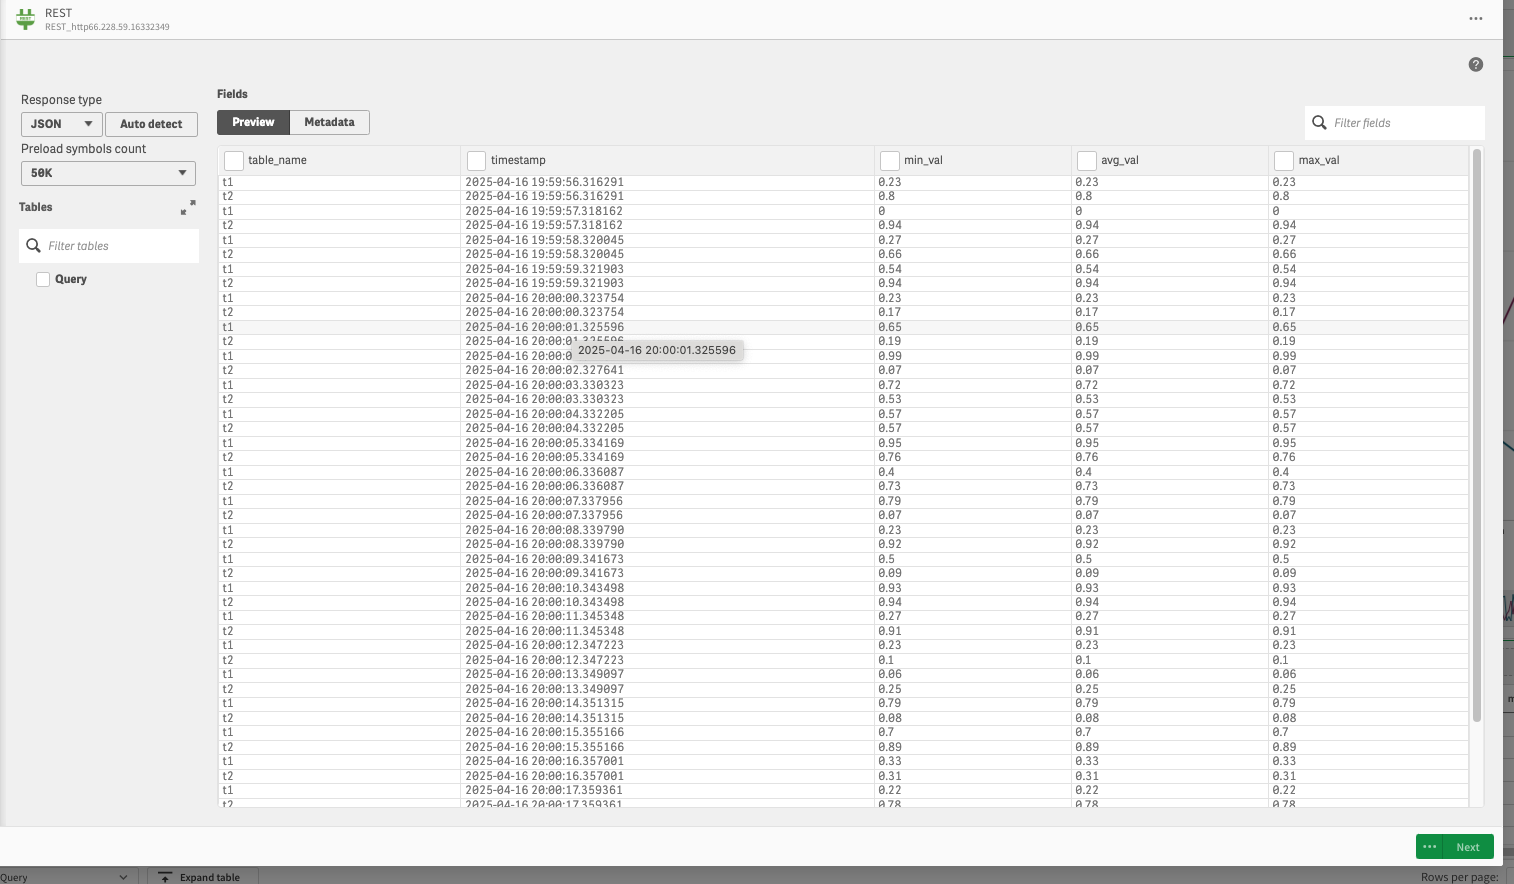 REST
REST_http66.228.59.16332349
Response type
JSON
Auto detect
Preload symbols count
50K
Tables
Filter tables
Query
Fields
Preview Metadata
Filter fields
table_name timestamp min_val avg_val max_val
t1 2025-04-16 19:59:56.316291 0.23 0.23 0.23
t2 2025-04-16 19:59:56.316291 0.8 0.8 0.8
t1 2025-04-16 19:59:57.318162 0 0 0
t2 2025-04-16 19:59:57.318162 0.94 0.94 0.94
t1 2025-04-16 19:59:58.320045 0.27 0.27 0.27
t2 2025-04-16 19:59:58.320045 0.66 0.66 0.66
t1 2025-04-16 19:59:59.321903 0.54 0.54 0.54
t2 2025-04-16 19:59:59.321903 0.94 0.94 0.94
t1 2025-04-16 20:00:00.323754 0.23 0.23 0.23
t2 2025-04-16 20:00:00.323754 0.17 0.17 0.17
t1 2025-04-16 20:00:01.325596 0.65 0.65 0.65
t2 2025-04-16 20:00:01.325596 0.19 0.19 0.19
2025-04-16 20:00:01.325596
t1 2025-04-16 20:00:0 0.99 0.99 0.99
t2 2025-04-16 20:00:02.327641 0.07 0.07 0.07
t1 2025-04-16 20:00:03.330323 0.72 0.72 0.72
t2 2025-04-16 20:00:03.330323 0.53 0.53 0.53
t1 2025-04-16 20:00:04.332205 0.57 0.57 0.57
t2 2025-04-16 20:00:04.332205 0.57 0.57 0.57
t1 2025-04-16 20:00:05.334169 0.95 0.95 0.95
t2 2025-04-16 20:00:05.334169 0.76 0.76 0.76
t1 2025-04-16 20:00:06.336087 0.4 0.4 0.4
t2 2025-04-16 20:00:06.336087 0.73 0.73 0.73
t1 2025-04-16 20:00:07.337956 0.79 0.79 0.79
t2 2025-04-16 20:00:07.337956 0.07 0.07 0.07
t1 2025-04-16 20:00:08.339790 0.23 0.23 0.23
t2 2025-04-16 20:00:08.339790 0.92 0.92 0.92
t1 2025-04-16 20:00:09.341673 0.5 0.5 0.5
t2 2025-04-16 20:00:09.341673 0.09 0.09 0.09
t1 2025-04-16 20:00:10.343498 0.93 0.93 0.93
t2 2025-04-16 20:00:10.343498 0.94 0.94 0.94
t1 2025-04-16 20:00:11.345348 0.27 0.27 0.27
t2 2025-04-16 20:00:11.345348 0.91 0.91 0.91
t1 2025-04-16 20:00:12.347223 0.23 0.23 0.23
t2 2025-04-16 20:00:12.347223 0.1 0.1 0.1
t1 2025-04-16 20:00:13.349097 0.06 0.06 0.06
t2 2025-04-16 20:00:13.349097 0.25 0.25 0.25
t1 2025-04-16 20:00:14.351315 0.79 0.79 0.79
t2 2025-04-16 20:00:14.351315 0.08 0.08 0.08
t1 2025-04-16 20:00:15.355166 0.7 0.7 0.7
t2 2025-04-16 20:00:15.355166 0.89 0.89 0.89
t1 2025-04-16 20:00:16.357001 0.33 0.33 0.33
t2 2025-04-16 20:00:16.357001 0.31 0.31 0.31
t1 2025-04-16 20:00:17.359361 0.22 0.22 0.22
t2 2025-04-16 20:00:17.359361 0.78 0.78 0.78
Next
Query
Expand table
Rows per page: